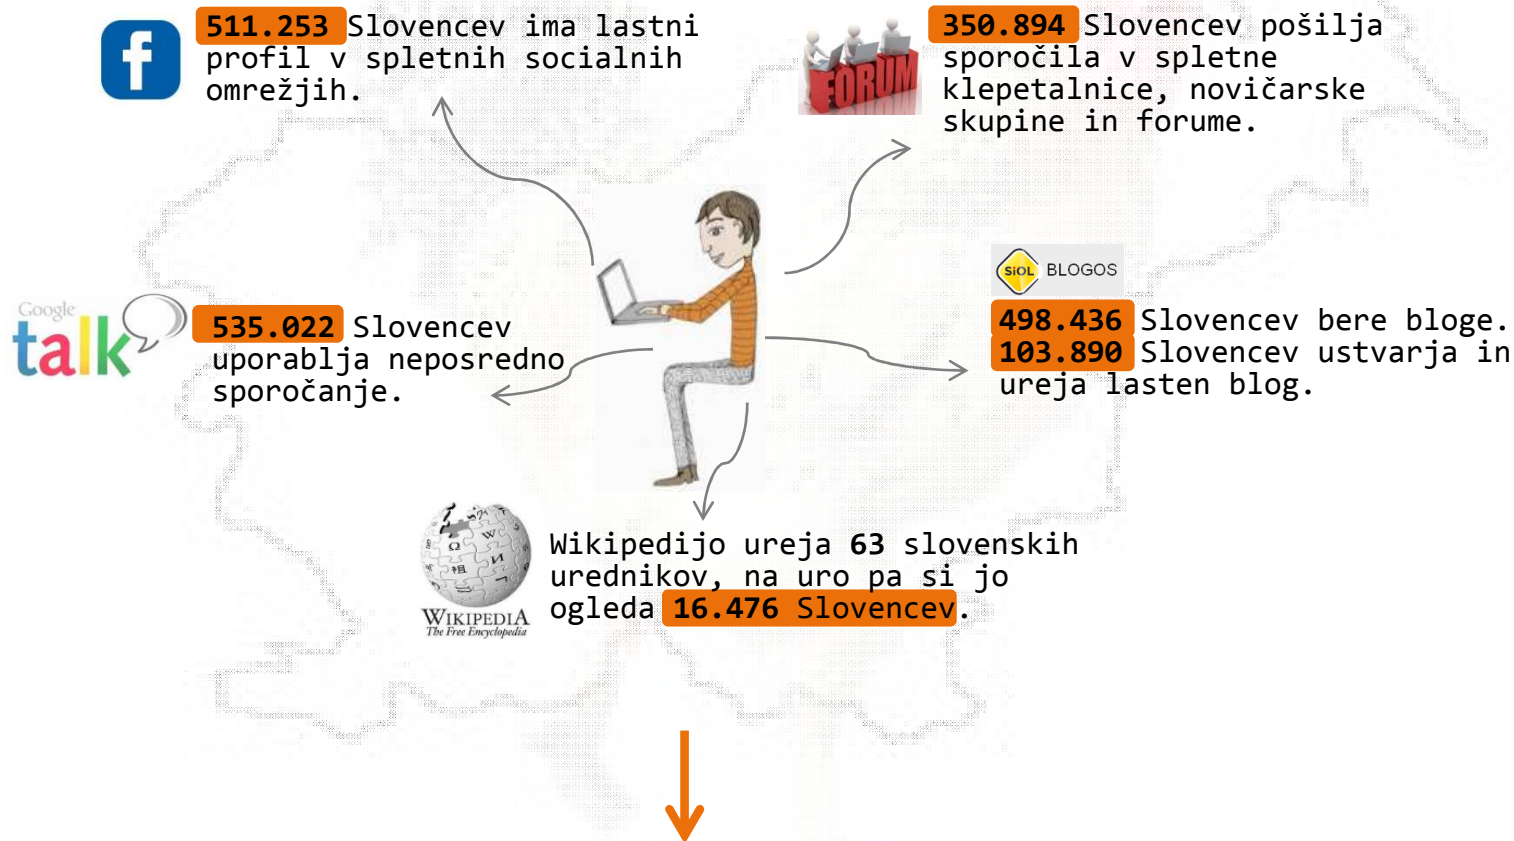 511.253 Slovencev ima lastni
profil v spletnih socialnih
omrežjih.
FORUM
350.894 Slovencev pošilja
sporočila v spletne
klepetalnice, novičarske
skupine in forume.
Google
talk
535.022 Slovencev
uporablja neposredno
sporočanje.
SiOL BLOGOS
498.436 Slovencev bere bloge.
103.890 Slovencev ustvarja in
ureja lasten blog.
WIKIPEDIA
The Free Encyclopedia
Wikipedijo ureja 63 slovenskih
urednikov, na uro pa si jo
ogleda 16.476 Slovencev.